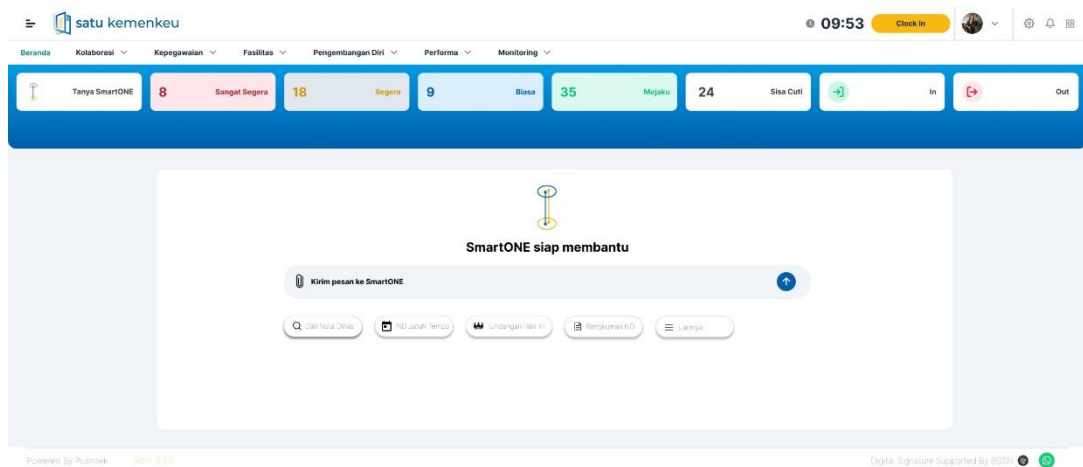 satu kemenkeu
09:53 Clock In
Beranda Kolaborasi Kepegawaian Fasilitas Pengembangan Diri Performa Monitoring
Tanya SmartONE 8 Sangat Segera 18 Segera 9 Biasa 35 Mejaku 24 Sisa Cuti In Out
SmartONE siap membantu
Kirim pesan ke SmartONE
Cari Nota Dinas ND Jatuh Tempo Undangan Hari Ini Rangkuman ND Lainnya
Powered By Pusintek Digital Signature Supported By BSSN